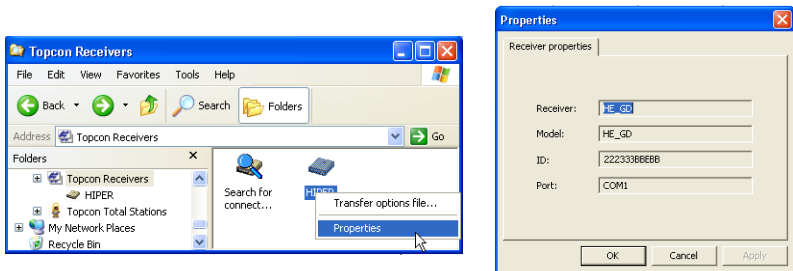 Topcon Receivers
File Edit View Favorites Tools Help
Back Search Folders
Address Topcon Receivers Go
Folders x
Topcon Receivers
HIPER
Topcon Total Stations
My Network Places
Recycle Bin
Search for
connect...
HIPER
Transfer options file...
Properties
Properties
Receiver properties
Receiver: HE_GD
Model: HE_GD
ID: 222333BBEBB
Port: COM1
OK Cancel Apply